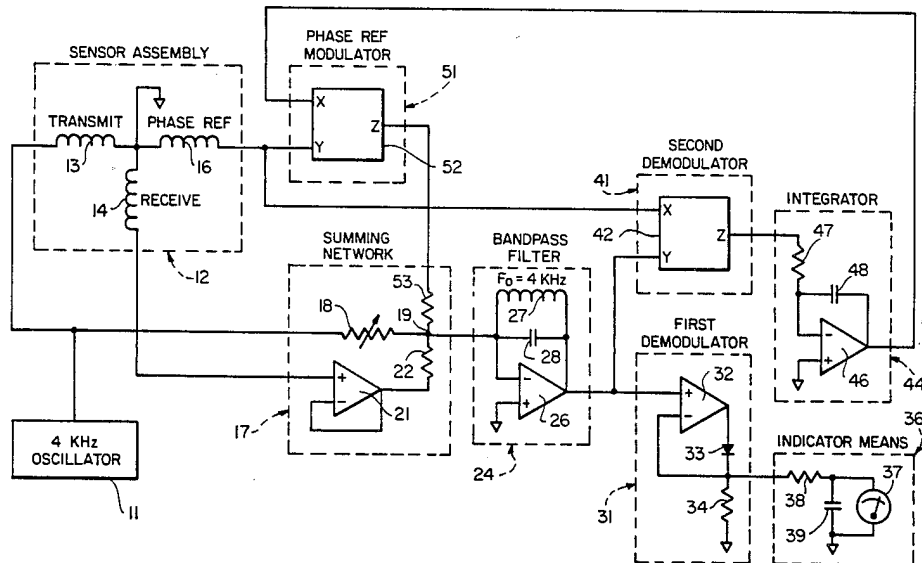 SENSOR ASSEMBLY
TRANSMIT
13
PHASE REF
16
14
RECEIVE
12
PHASE REF
MODULATOR
51
X
Y
Z
52
SECOND
DEMODULATOR
41
42
X
Y
Z
INTEGRATOR
47
48
-
+
46
44
SUMMING
NETWORK
53
18
19
22
+
-
21
17
BANDPASS
FILTER
F₀ = 4 KHz
27
28
-
+
26
24
FIRST
DEMODULATOR
+
-
32
33
34
31
INDICATOR MEANS
36
37
38
39
4 KHz
OSCILLATOR
11